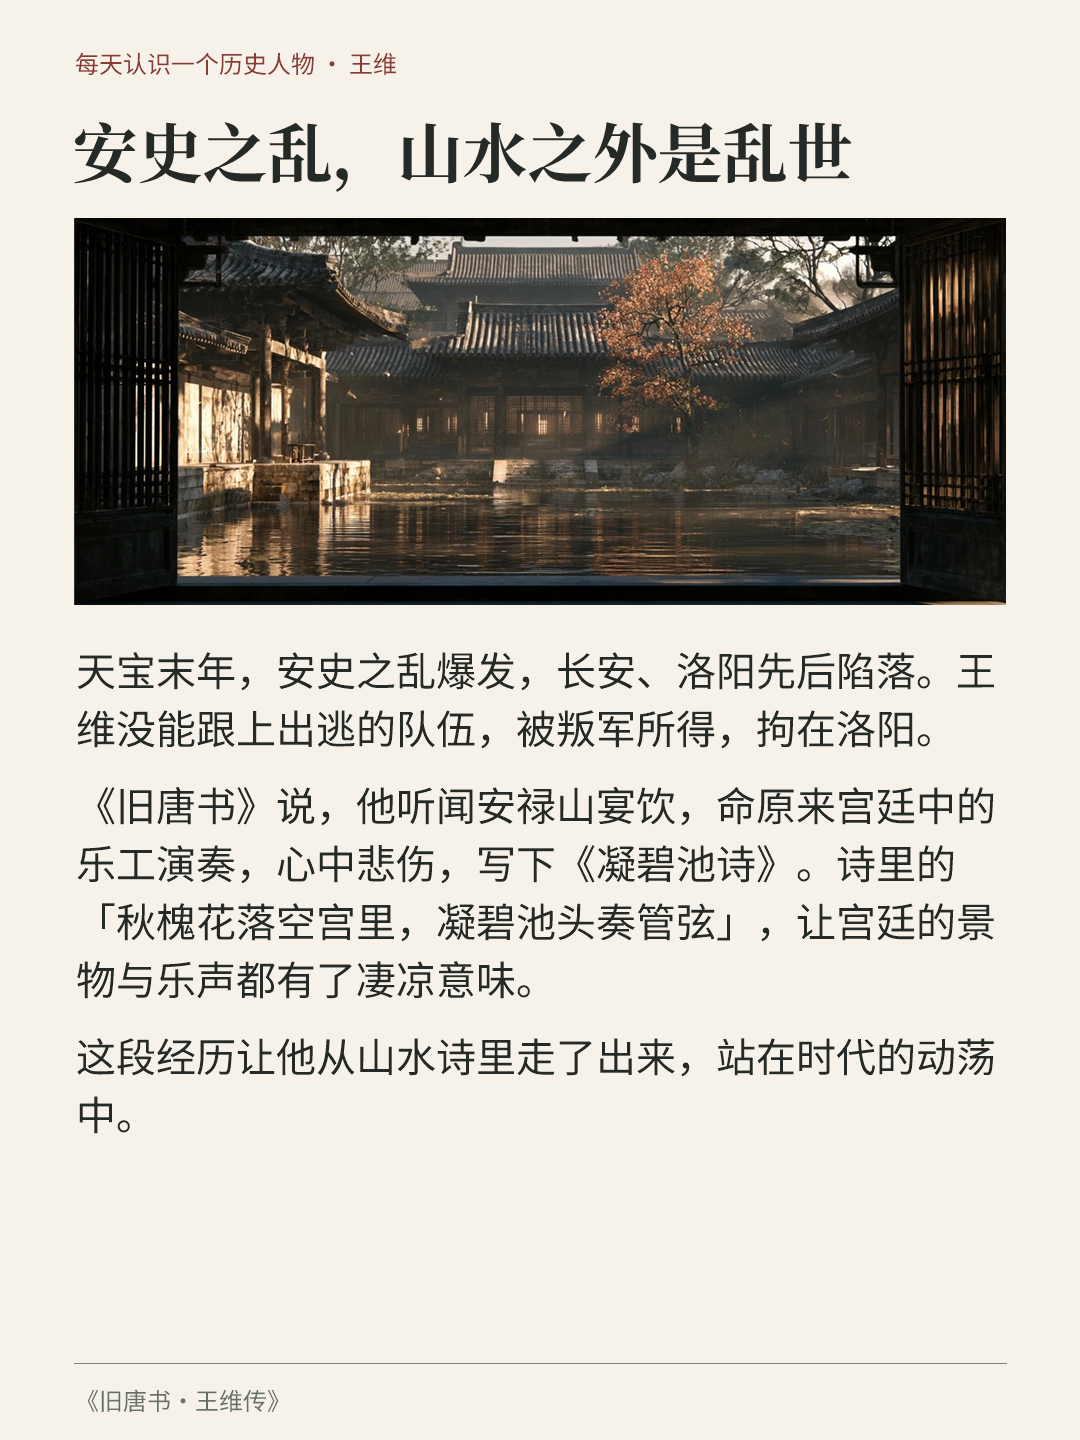 每天认识一个历史人物 · 王维
安史之乱，山水之外是乱世
天宝末年，安史之乱爆发，长安、洛阳先后陷落。王
维没能跟上出逃的队伍，被叛军所得，拘在洛阳。
《旧唐书》说，他听闻安禄山宴饮，命原来宫廷中的
乐工演奏，心中悲伤，写下《凝碧池诗》。诗里的
「秋槐花落空宫里，凝碧池头奏管弦」，让宫廷的景
物与乐声都有了凄凉意味。
这段经历让他从山水诗里走了出来，站在时代的动荡
中。
《旧唐书·王维传》